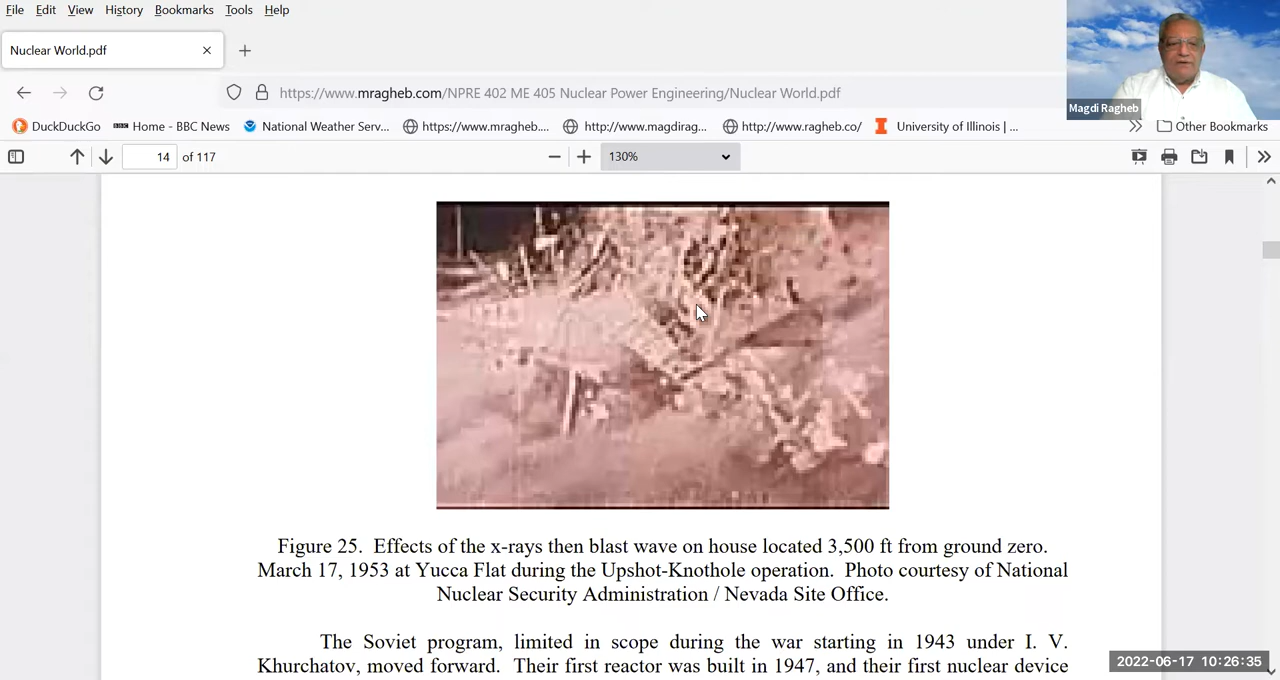 File Edit View History Bookmarks Tools Help
Nuclear World.pdf
https://www.mragheb.com/NPRE 402 ME 405 Nuclear Power Engineering/Nuclear World.pdf
Magdi Ragheb
DuckDuckGo Home - BBC News National Weather Serv... https://www.mragheb.... http://www.magdirag... http://www.ragheb.co/ University of Illinois | ... Other Bookmarks
14 of 117 130%
Figure 25. Effects of the x-rays then blast wave on house located 3,500 ft from ground zero.
March 17, 1953 at Yucca Flat during the Upshot-Knothole operation. Photo courtesy of National
Nuclear Security Administration / Nevada Site Office.
The Soviet program, limited in scope during the war starting in 1943 under I. V.
Khurchatov, moved forward. Their first reactor was built in 1947, and their first nuclear device
2022-06-17 10:26:35